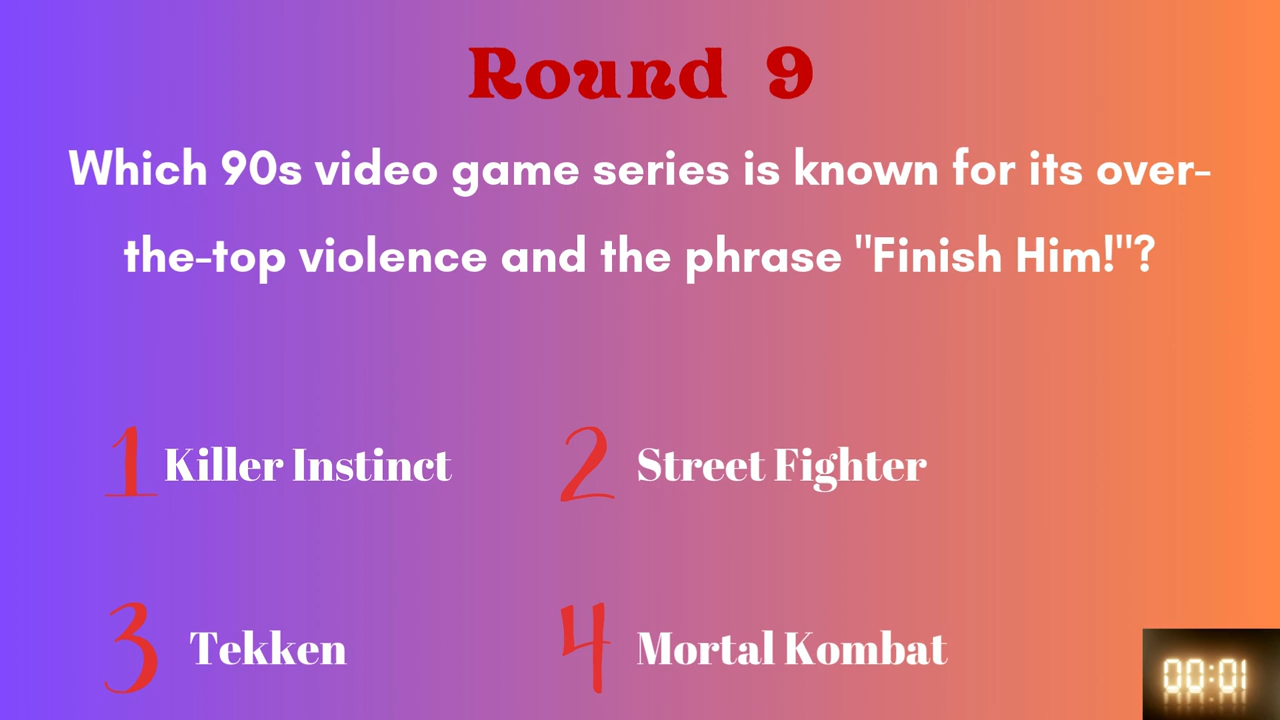 Round 9
Which 90s video game series is known for its over-
the-top violence and the phrase "Finish Him!"?
1 Killer Instinct
2 Street Fighter
3 Tekken
4 Mortal Kombat
00:01